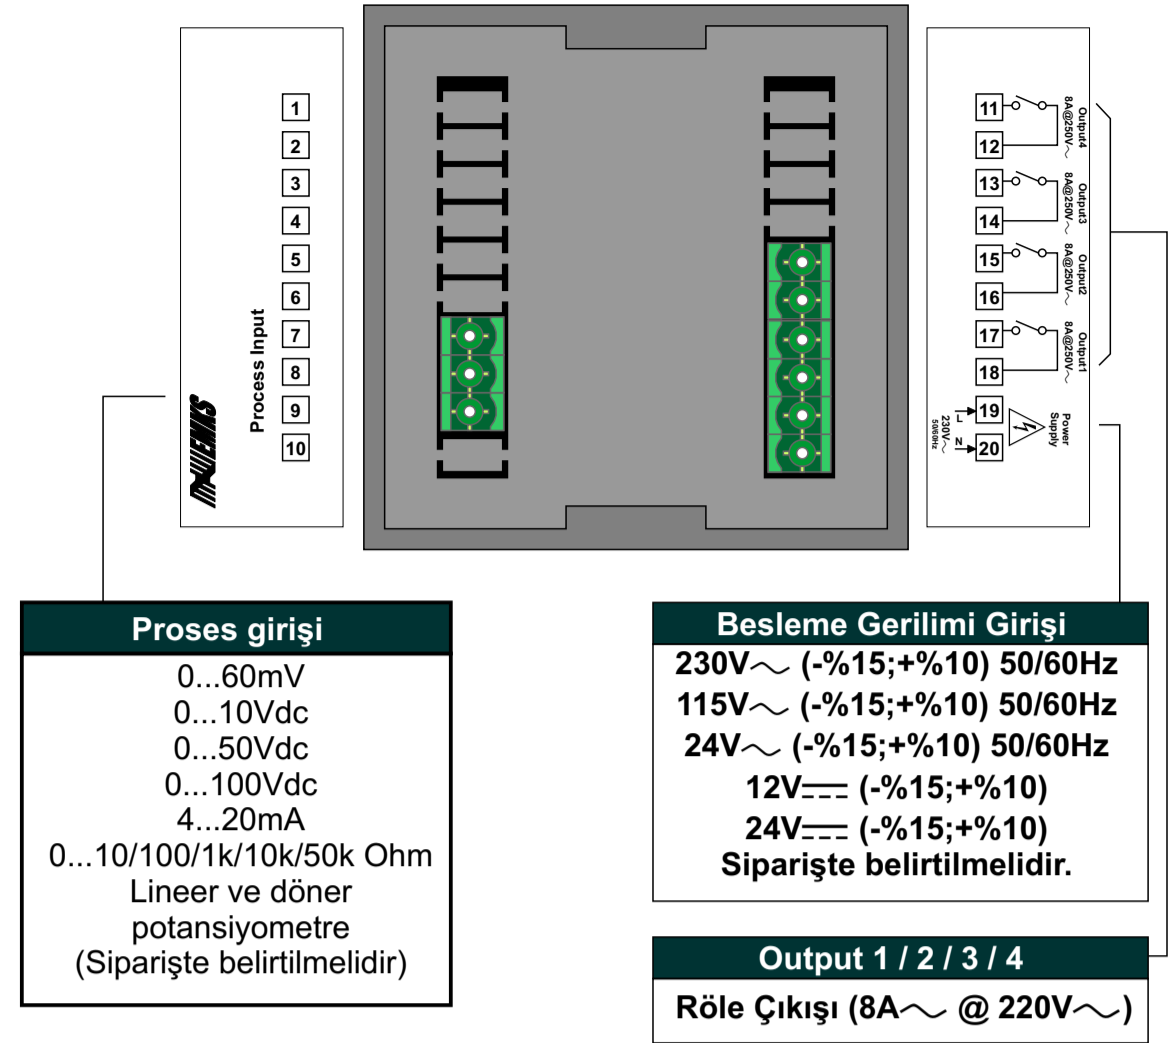 1
2
3
4
5
6
7
8
9
10
Process Input
11
12
13
14
15
16
17
18
19
20
Output4
8A@250V～
Output3
8A@250V～
Output2
8A@250V～
Output1
8A@250V～
Power
Supply
L
N
230V～
50/60Hz
Proses girişi
0...60mV
0...10Vdc
0...50Vdc
0...100Vdc
4...20mA
0...10/100/1k/10k/50k Ohm
Lineer ve döner
potansiyometre
(Siparişte belirtilmelidir)
Besleme Gerilimi Girişi
230V～ (-%15;+%10) 50/60Hz
115V～ (-%15;+%10) 50/60Hz
24V～ (-%15;+%10) 50/60Hz
12V⎓ (-%15;+%10)
24V⎓ (-%15;+%10)
Siparişte belirtilmelidir.
Output 1 / 2 / 3 / 4
Röle Çıkışı (8A～ @ 220V～)